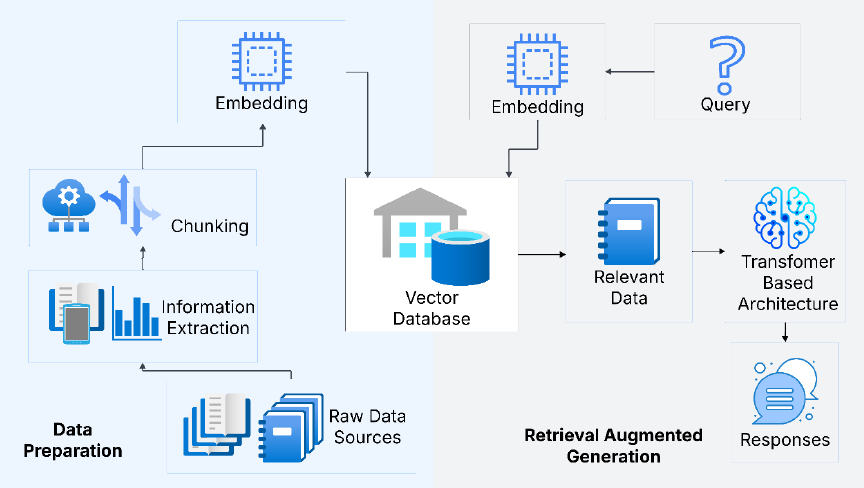 Embedding
Chunking
Information
Extraction
Raw Data
Sources
Data
Preparation
Vector
Database
Embedding
Query
Relevant
Data
Transfomer
Based
Architecture
Responses
Retrieval Augmented
Generation